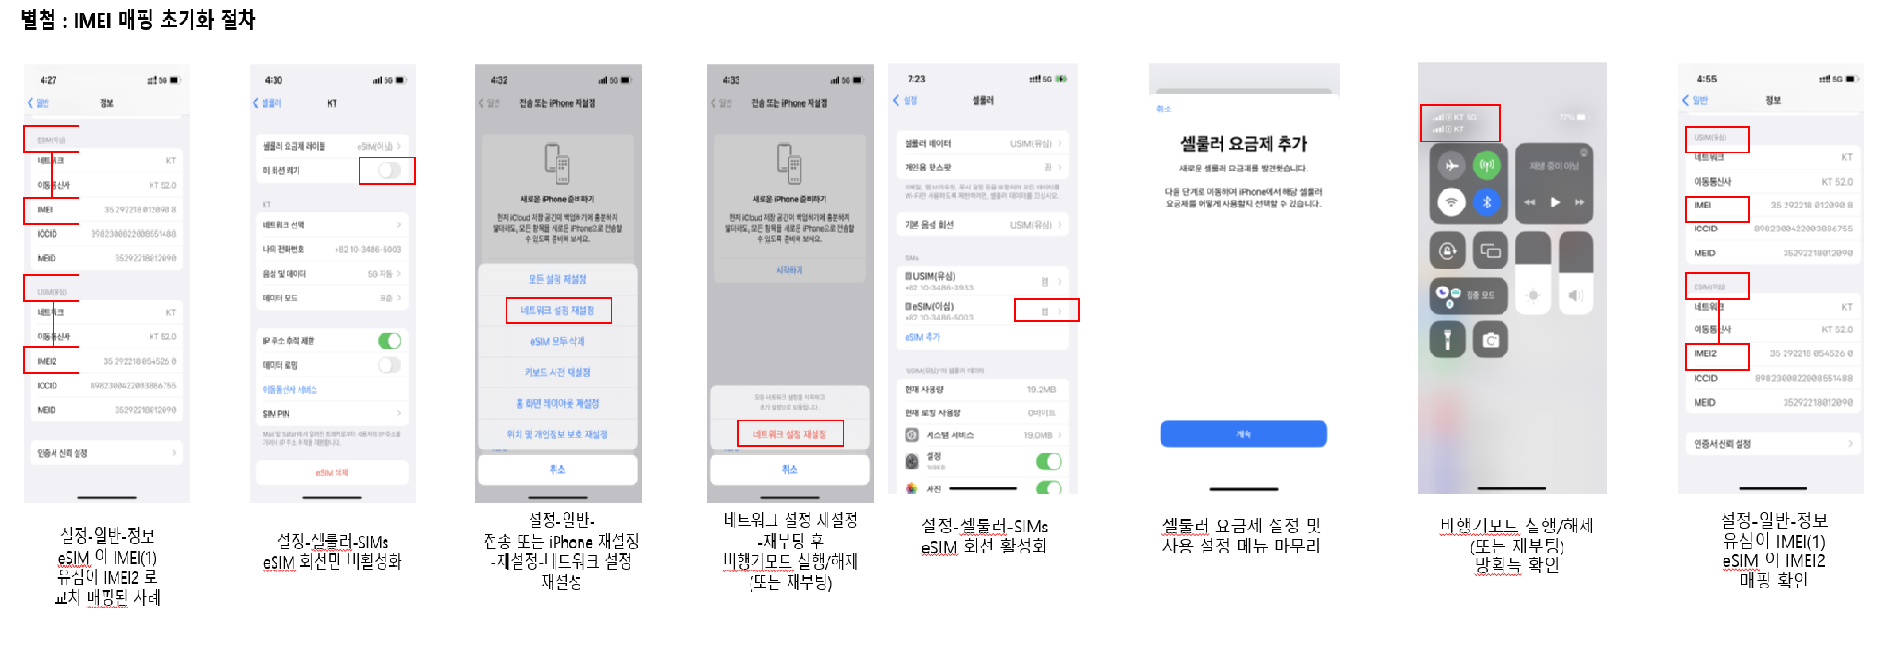 별첨 : IMEI 매핑 초기화 절차
4:27
5G
일반
정보
eSIM(이심)
네트워크
KT
이동통신사
KT 52.0
IMEI
35 292218 012090 8
ICCID
8982300822008551488
MEID
35292218012090
USIM(유심)
네트워크
KT
이동통신사
KT 52.0
IMEI2
35 292218 054526 0
ICCID
8982300422003886755
MEID
35292218012090
인증서 신뢰 설정
설정-일반-정보
eSIM 이 IMEI(1)
유심이 IMEI2 로
교차 매핑된 사례
4:30
5G
셀룰러
KT
셀룰러 요금제 레이블
eSIM(이심)
이 회선 켜기
KT
네트워크 선택
나의 전화번호
+82 10-3486-5003
음성 및 데이터
5G 자동
데이터 모드
표준
IP 주소 추적 제한
데이터 로밍
이동통신사 서비스
SIM PIN
eSIM 삭제
설정-셀룰러-SIMs
eSIM 회선만 비활성화
4:32
5G
일반
전송 또는 iPhone 재설정
새로운 iPhone 준비하기
현재 iCloud 저장 공간이 백업하기에 충분하지
않더라도, 모든 항목을 새로운 iPhone으로 전송할
수 있도록 준비해 보세요.
모든 설정 재설정
네트워크 설정 재설정
eSIM 모두 삭제
키보드 사전 재설정
홈 화면 레이아웃 재설정
위치 및 개인정보 보호 재설정
취소
설정-일반-
전송 또는 iPhone 재설정
-재설정-네트워크 설정
재설정
4:33
5G
일반
전송 또는 iPhone 재설정
새로운 iPhone 준비하기
현재 iCloud 저장 공간이 백업하기에 충분하지
않더라도, 모든 항목을 새로운 iPhone으로 전송할
수 있도록 준비해 보세요.
시작하기
모든 네트워크 설정을 삭제하고
초기 설정으로 되돌립니다.
네트워크 설정 재설정
취소
네트워크 설정 재설정
-재부팅 후
비행기모드 실행/해제
(또는 재부팅)
7:23
5G
설정
셀룰러
셀룰러 데이터
USIM(유심)
개인용 핫스팟
끔
기본 음성 회선
USIM(유심)
SIMs
USIM(유심)
+82 10-3486-3933
켬
eSIM(이심)
+82 10-3486-5003
켬
eSIM 추가
USIM(유심)의 셀룰러 데이터
현재 사용량
19.2MB
현재 로밍 사용량
0바이트
시스템 서비스
19.0MB
설정
사진
설정-셀룰러-SIMs
eSIM 회선 활성화
취소
셀룰러 요금제 추가
새로운 셀룰러 요금제를 발견했습니다.
다음 단계로 이동하여 iPhone에서 해당 셀룰러
요금제를 어떻게 사용할지 선택할 수 있습니다.
계속
셀룰러 요금제 설정 및
사용 설정 메뉴 마무리
KT 5G
KT
77%
재생 중이 아님
집중 모드
비행기모드 실행/해제
(또는 재부팅)
망획득 확인
4:55
5G
일반
정보
USIM(유심)
네트워크
KT
이동통신사
KT 52.0
IMEI
35 292218 012090 8
ICCID
8982300422003886755
MEID
35292218012090
eSIM(이심)
네트워크
KT
이동통신사
KT 52.0
IMEI2
35 292218 054526 0
ICCID
8982300822008551488
MEID
35292218012090
인증서 신뢰 설정
설정-일반-정보
유심이 IMEI(1)
eSIM 이 IMEI2
매핑 확인